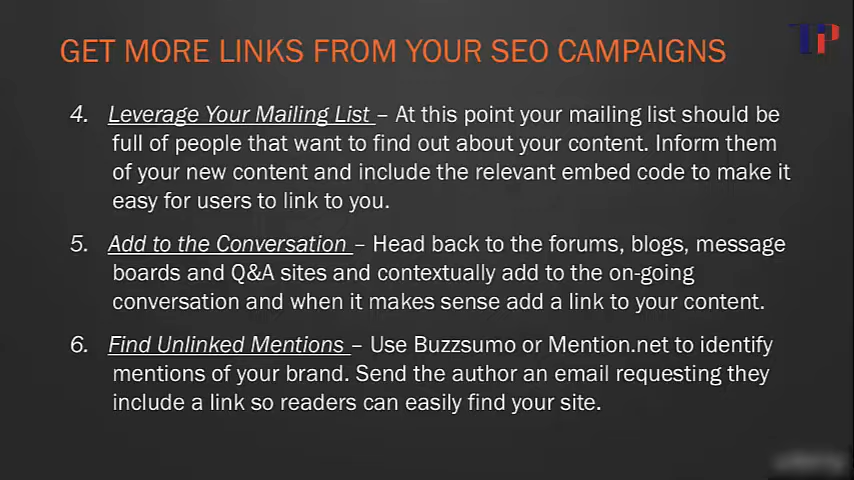 GET MORE LINKS FROM YOUR SEO CAMPAIGNS
TIP
4. Leverage Your Mailing List – At this point your mailing list should be
full of people that want to find out about your content. Inform them
of your new content and include the relevant embed code to make it
easy for users to link to you.
5. Add to the Conversation – Head back to the forums, blogs, message
boards and Q&A sites and contextually add to the on-going
conversation and when it makes sense add a link to your content.
6. Find Unlinked Mentions – Use Buzzsumo or Mention.net to identify
mentions of your brand. Send the author an email requesting they
include a link so readers can easily find your site.